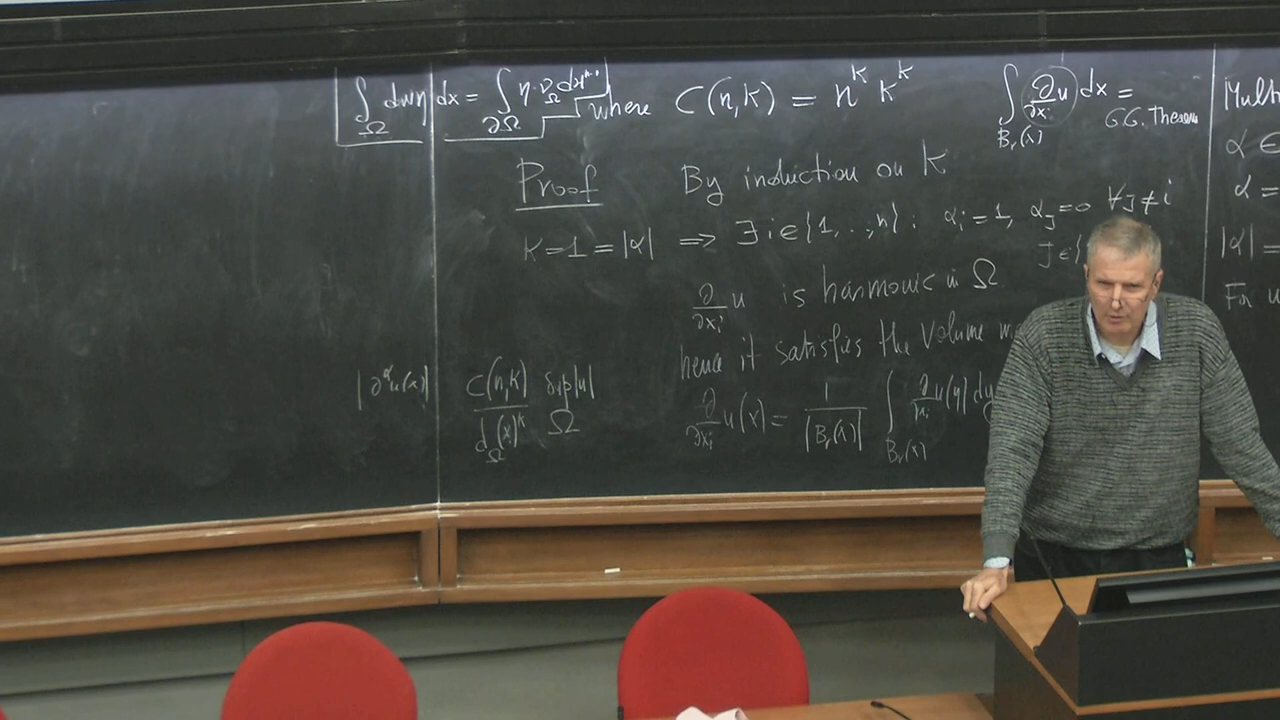 ∫_Ω div η dx = ∫_∂Ω η · ν_Ω dH^{n-1}
where C(n,k) = n^k k^k
∫_{B_r(x)} ∂/∂x_i u dx =
G.G. Theorem
Proof By induction on k
k = 1 = |α| ⇒ ∃ i ∈ {1, .., n} : α_i = 1, α_j = 0 ∀ j ≠ i
j ∈ {
∂/∂x_i u is harmonic in Ω
hence it satisfies the Volume
|∂^α u(x)| C(n,k)/d_Ω(x)^k sup_Ω |u|
∂/∂x_i u(x) = 1/|B_r(x)| ∫_{B_r(x)} ∂/∂x_i u(y) dy
α ∈
α =
|α| =
For